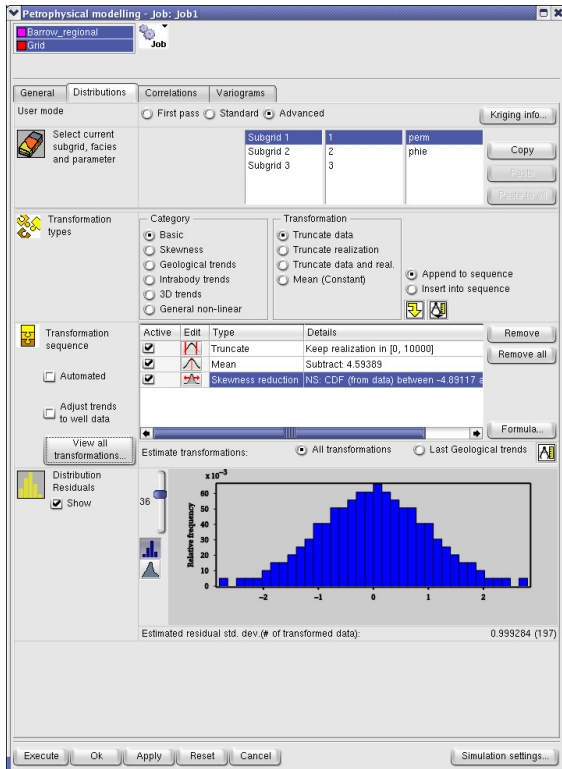 Petrophysical modelling - Job: Job1
Barrow_regional
Grid
Job
General Distributions Correlations Variograms
User mode First pass Standard Advanced Kriging info...
Select current subgrid, facies and parameter
Subgrid 1 1 perm
Subgrid 2 2 phie
Subgrid 3 3
Copy
Paste
Paste to all
Transformation types
Category
Basic
Skewness
Geological trends
Intrabody trends
3D trends
General non-linear
Transformation
Truncate data
Truncate realization
Truncate data and real.
Mean (Constant)
Append to sequence
Insert into sequence
Transformation sequence
Automated
Adjust trends to well data
View all transformations...
Active Edit Type Details
Truncate Keep realization in [0, 10000]
Mean Subtract: 4.59389
Skewness reduction NS: CDF (from data) between -4.89117 a
Remove
Remove all
Formula...
Estimate transformations: All transformations Last Geological trends
Distribution Residuals
Show
36
x 10⁻³
Relative frequency
60
50
40
30
20
10
0
-2 -1 0 1 2
Estimated residual std. dev.(# of transformed data): 0.999284 (197)
Execute Ok Apply Reset Cancel Simulation settings...